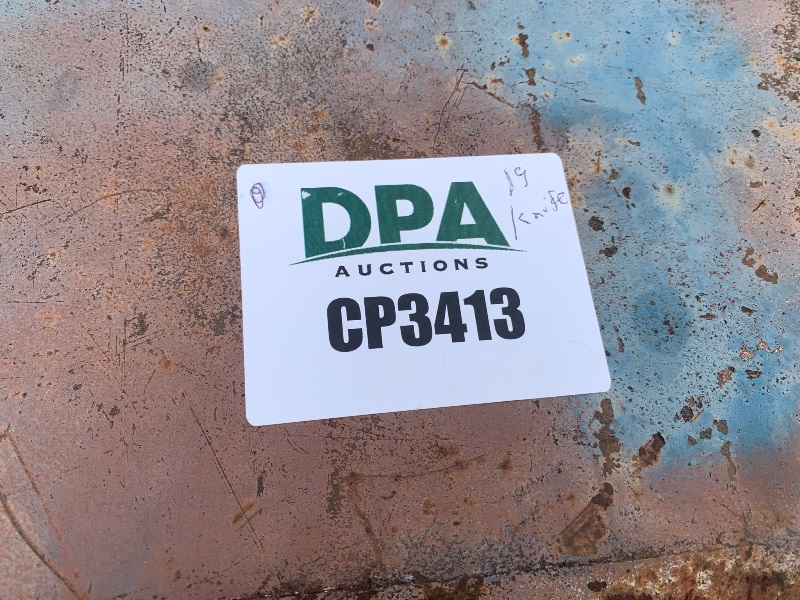 DPA
AUCTIONS
19
Knife
CP3413